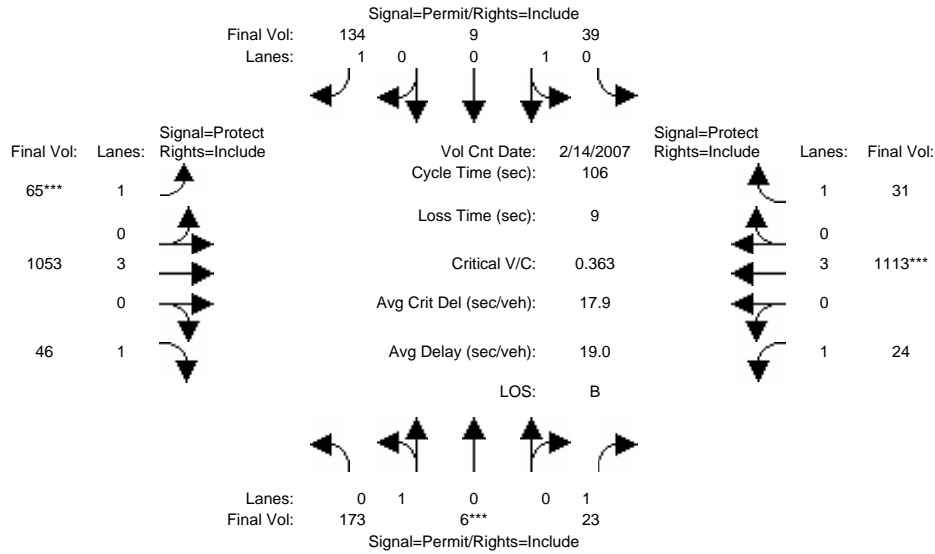 Signal=Permit/Rights=Include
Final Vol: 134 9 39
Lanes: 1 0 0 1 0
Signal=Protect Signal=Protect
Final Vol: Lanes: Rights=Include Vol Cnt Date: 2/14/2007 Rights=Include Lanes: Final Vol:
Cycle Time (sec): 106
65*** 1 1 31
Loss Time (sec): 9
0 0
1053 3 Critical V/C: 0.363 3 1113***
0 Avg Crit Del (sec/veh): 17.9 0
46 1 Avg Delay (sec/veh): 19.0 1 24
LOS: B
Lanes: 0 1 0 0 1
Final Vol: 173 6*** 23
Signal=Permit/Rights=Include